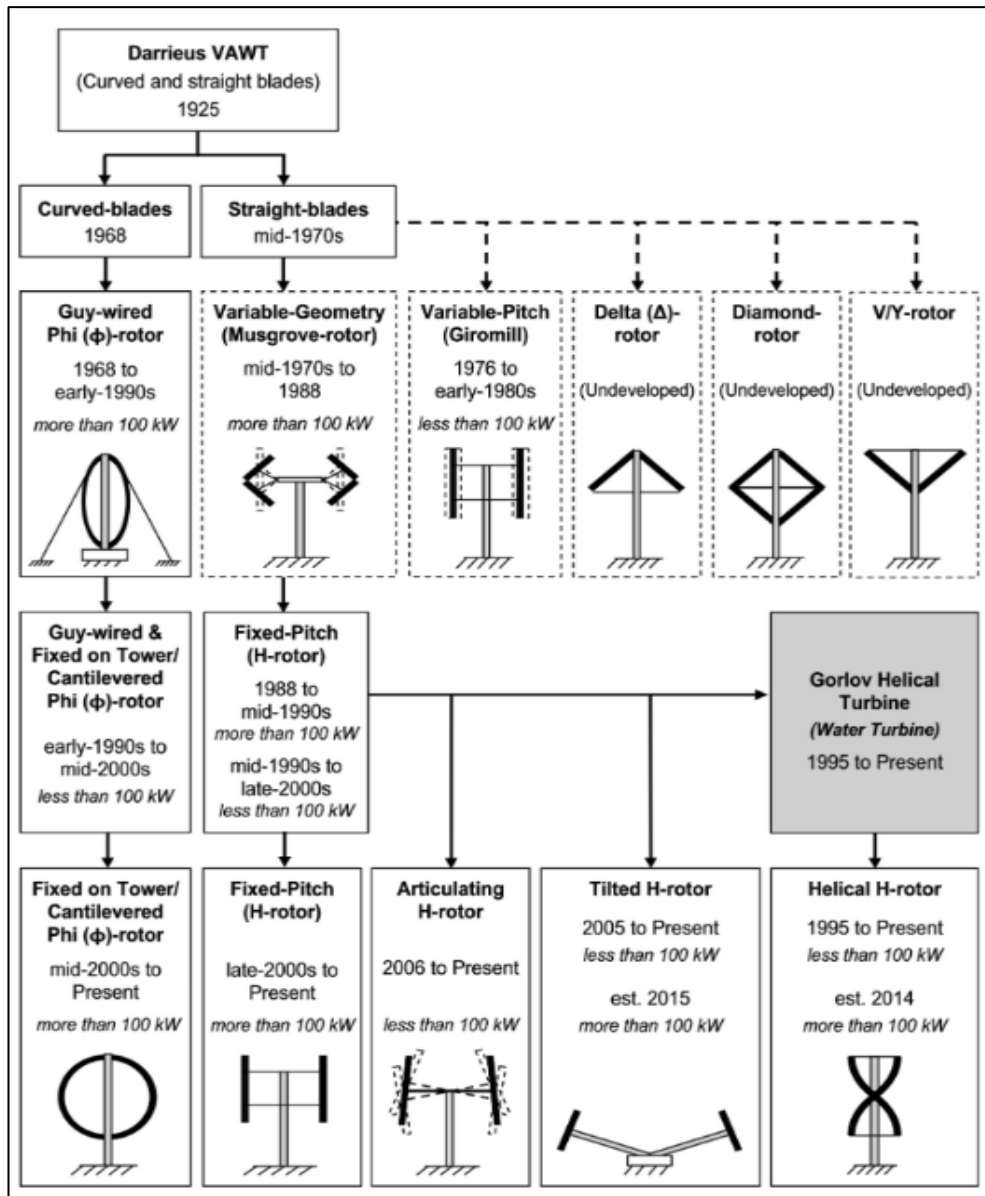 Darrieus VAWT
(Curved and straight blades)
1925
Curved-blades
1968
Straight-blades
mid-1970s
Guy-wired
Phi (ϕ)-rotor
1968 to
early-1990s
more than 100 kW
Variable-Geometry
(Musgrove-rotor)
mid-1970s to
1988
more than 100 kW
Variable-Pitch
(Giromill)
1976 to
early-1980s
less than 100 kW
Delta (Δ)-
rotor
(Undeveloped)
Diamond-
rotor
(Undeveloped)
V/Y-rotor
(Undeveloped)
Guy-wired &
Fixed on Tower/
Cantilevered
Phi (ϕ)-rotor
early-1990s to
mid-2000s
less than 100 kW
Fixed-Pitch
(H-rotor)
1988 to
mid-1990s
more than 100 kW
mid-1990s to
late-2000s
less than 100 kW
Gorlov Helical
Turbine
(Water Turbine)
1995 to Present
Fixed on Tower/
Cantilevered
Phi (ϕ)-rotor
mid-2000s to
Present
more than 100 kW
Fixed-Pitch
(H-rotor)
late-2000s to
Present
more than 100 kW
Articulating
H-rotor
2006 to Present
less than 100 kW
Tilted H-rotor
2005 to Present
less than 100 kW
est. 2015
more than 100 kW
Helical H-rotor
1995 to Present
less than 100 kW
est. 2014
more than 100 kW